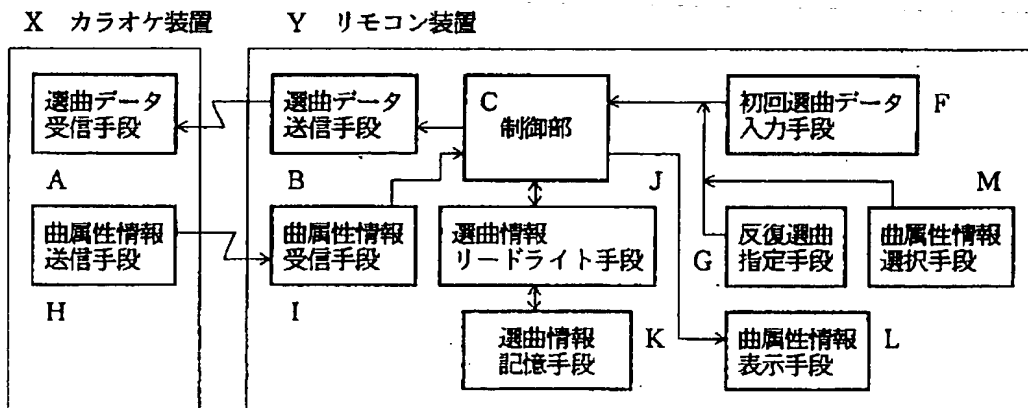 X カラオケ装置
Y リモコン装置
選曲データ
受信手段
A
選曲データ
送信手段
B
C
制御部
初回選曲データ
入力手段
F
曲属性情報
送信手段
H
曲属性情報
受信手段
I
J
選曲情報
リードライト手段
G
反復選曲
指定手段
M
曲属性情報
選択手段
選曲情報
記憶手段
K
曲属性情報
表示手段
L